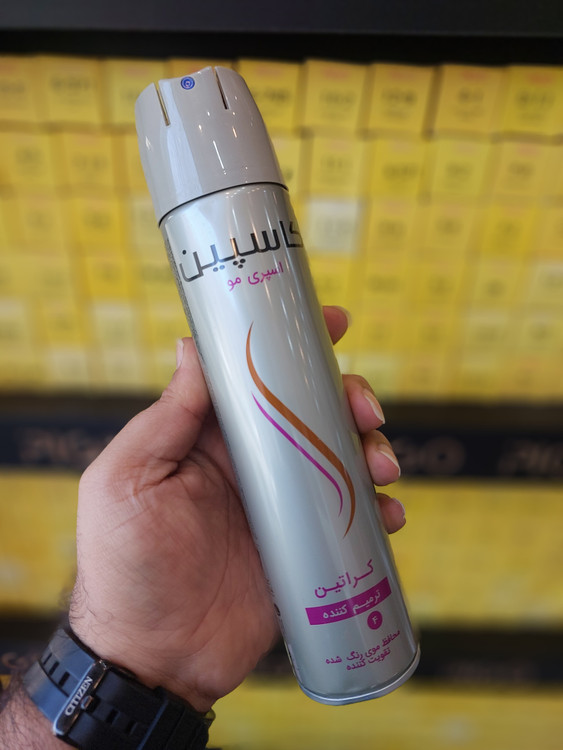 کاسپین
اسپری مو
کراتین
ترمیم کننده
۴
محافظ موی رنگ شده
تقویت کننده
CITIZEN